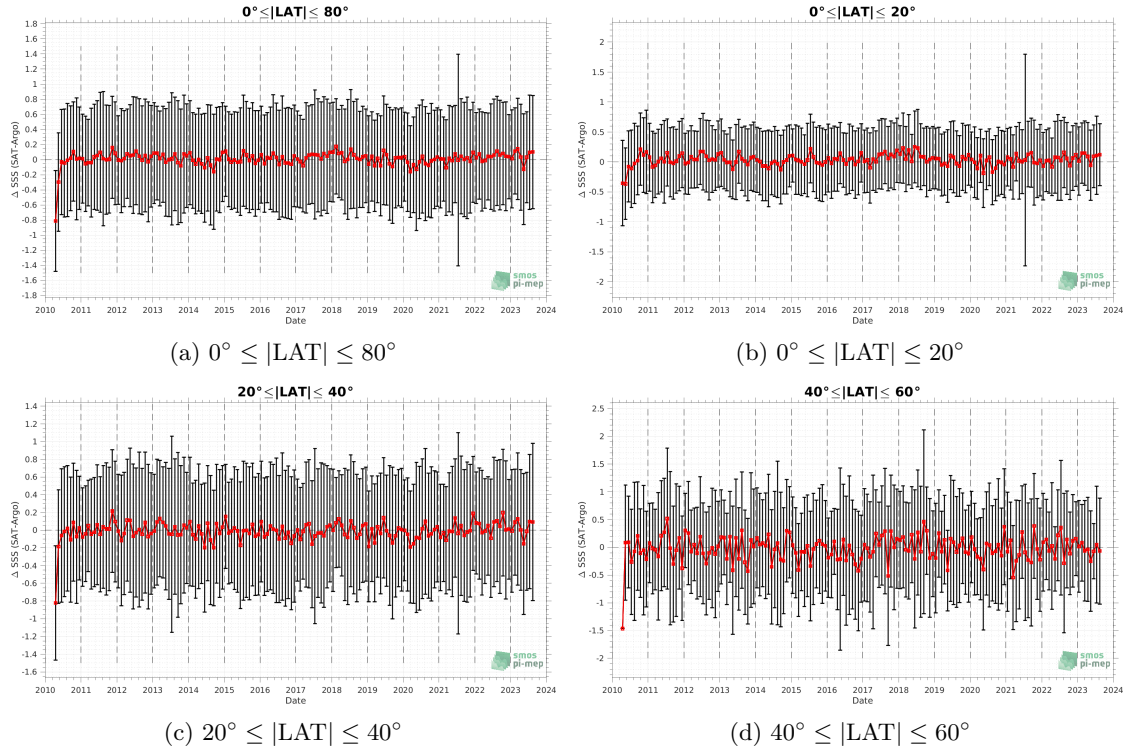 0°≤|LAT|≤ 80°
Δ SSS (SAT-Argo)
1.8
1.6
1.4
1.2
1
0.8
0.6
0.4
0.2
0
-0.2
-0.4
-0.6
-0.8
-1
-1.2
-1.4
-1.6
-1.8
2010 2011 2012 2013 2014 2015 2016 2017 2018 2019 2020 2021 2022 2023 2024
Date
smos
pi-mep
(a) 0° ≤ |LAT| ≤ 80°
0°≤|LAT|≤ 20°
Δ SSS (SAT-Argo)
2
1.5
1
0.5
0
-0.5
-1
-1.5
-2
2010 2011 2012 2013 2014 2015 2016 2017 2018 2019 2020 2021 2022 2023 2024
Date
smos
pi-mep
(b) 0° ≤ |LAT| ≤ 20°
20°≤|LAT|≤ 40°
Δ SSS (SAT-Argo)
1.4
1.2
1
0.8
0.6
0.4
0.2
0
-0.2
-0.4
-0.6
-0.8
-1
-1.2
-1.4
-1.6
2010 2011 2012 2013 2014 2015 2016 2017 2018 2019 2020 2021 2022 2023 2024
Date
smos
pi-mep
(c) 20° ≤ |LAT| ≤ 40°
40°≤|LAT|≤ 60°
Δ SSS (SAT-Argo)
2.5
2
1.5
1
0.5
0
-0.5
-1
-1.5
-2
2010 2011 2012 2013 2014 2015 2016 2017 2018 2019 2020 2021 2022 2023 2024
Date
smos
pi-mep
(d) 40° ≤ |LAT| ≤ 60°